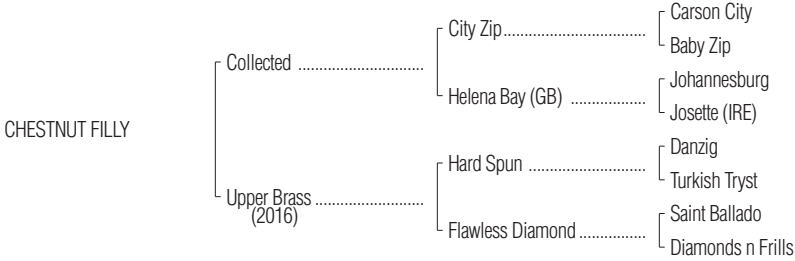 Carson City
City Zip..................................
Baby Zip
Collected ..............................
Johannesburg
Helena Bay (GB) ..................
Josette (IRE)
CHESTNUT FILLY
Danzig
Hard Spun ............................
Turkish Tryst
Upper Brass ..........................
(2016)
Saint Ballado
Flawless Diamond ................
Diamonds n Frills